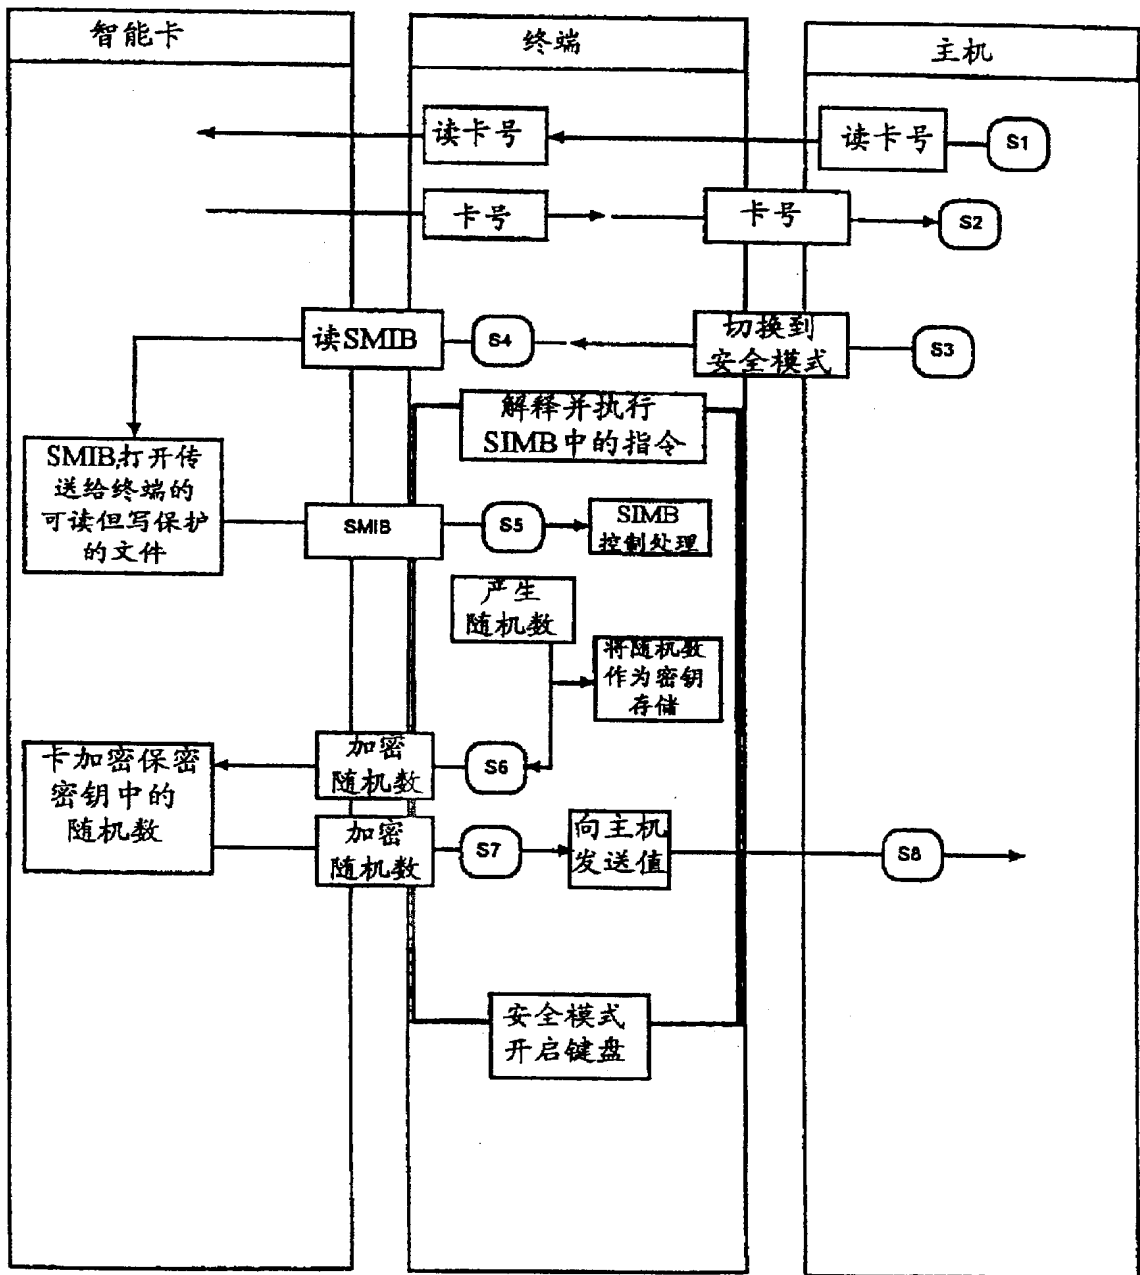 智能卡
终端
主机
读卡号
读卡号
S1
卡号
卡号
S2
读SMIB
S4
切换到
安全模式
S3
解释并执行
SIMB中的指令
SMIB,打开传
送给终端的
可读但写保护
的文件
SMIB
S5
SIMB
控制处理
产生
随机数
将随机数
作为密钥
存储
卡加密保密
密钥中的
随机数
加密
随机数
S6
加密
随机数
S7
向主机
发送值
S8
安全模式
开启键盘